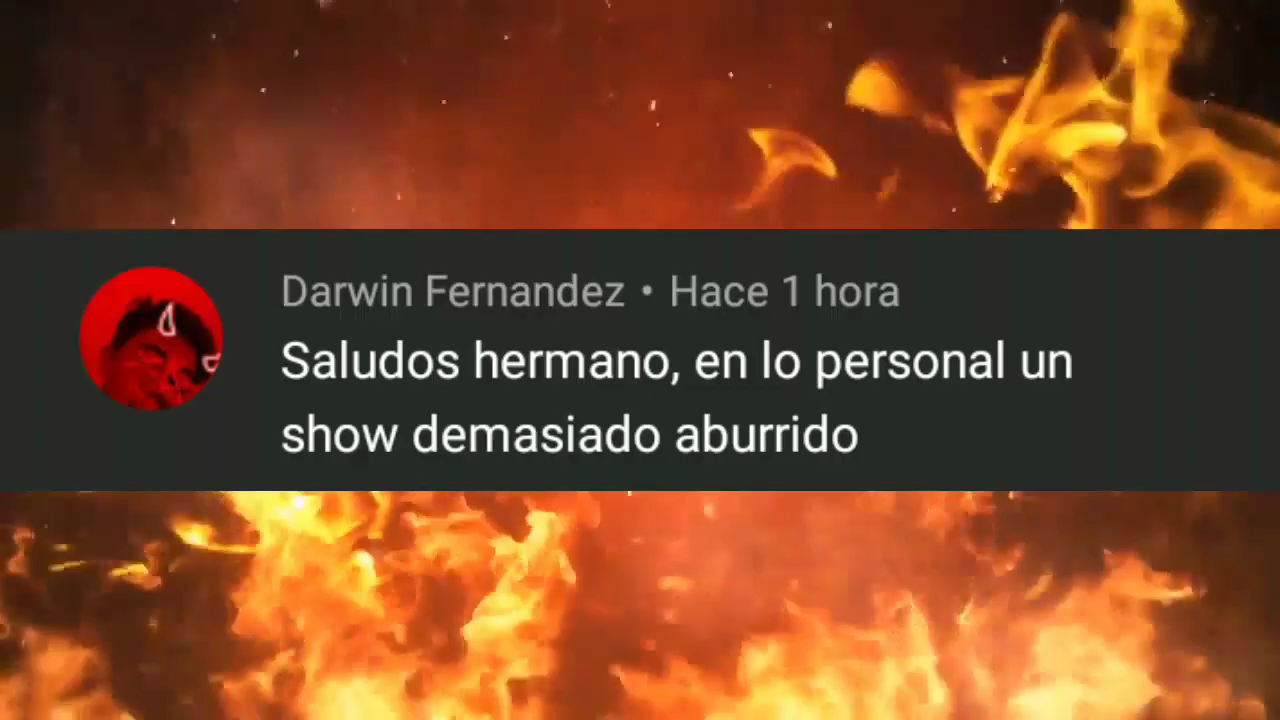 Darwin Fernandez • Hace 1 hora
Saludos hermano, en lo personal un
show demasiado aburrido